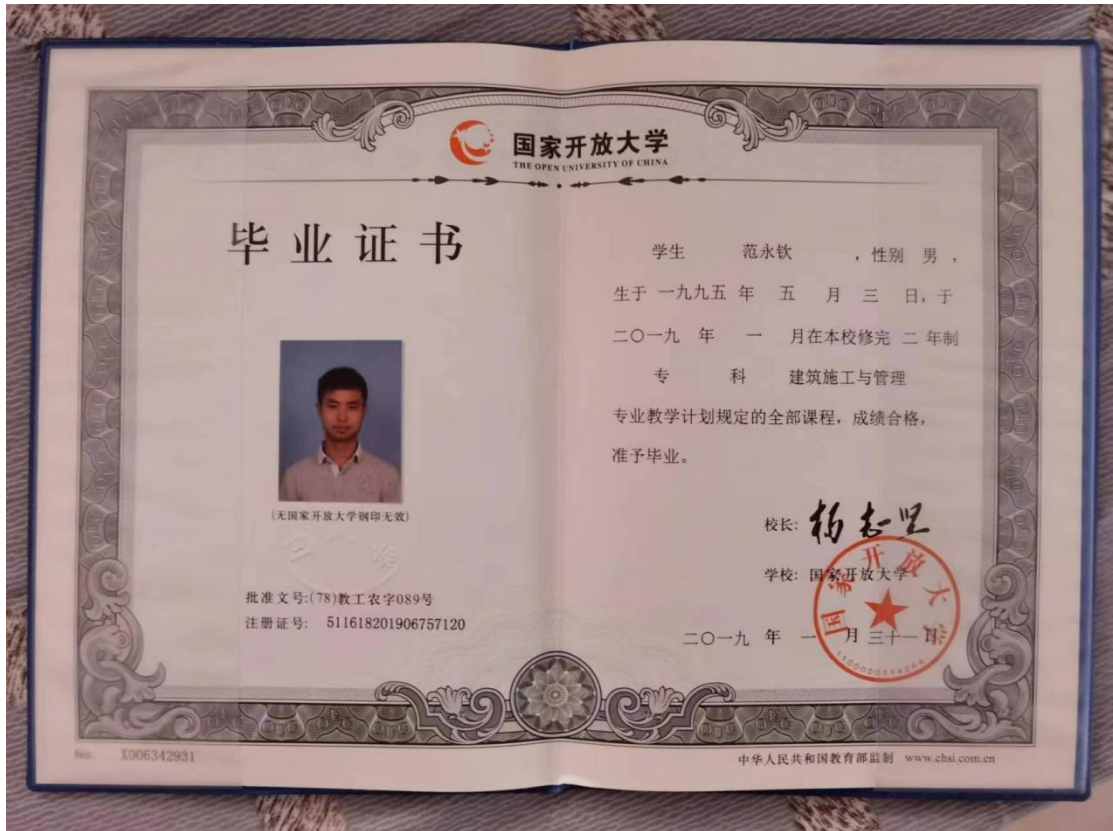 国家开放大学
THE OPEN UNIVERSITY OF CHINA
毕业证书
(无国家开放大学钢印无效)
批准文号:(78)教工农字089号
注册证号: 511618201906757120
学生 范永钦 ,性别 男 ,
生于 一九九五 年 五 月 三 日,于
二〇一九 年 一 月在本校修完 二 年制
专 科 建筑施工与管理
专业教学计划规定的全部课程,成绩合格,
准予毕业。
校长: 杨志坚
学校: 国家开放大学
二〇一九 年 一 月 三十一 日
国家开放大学
No. X006342931
中华人民共和国教育部监制 www.chsi.com.cn